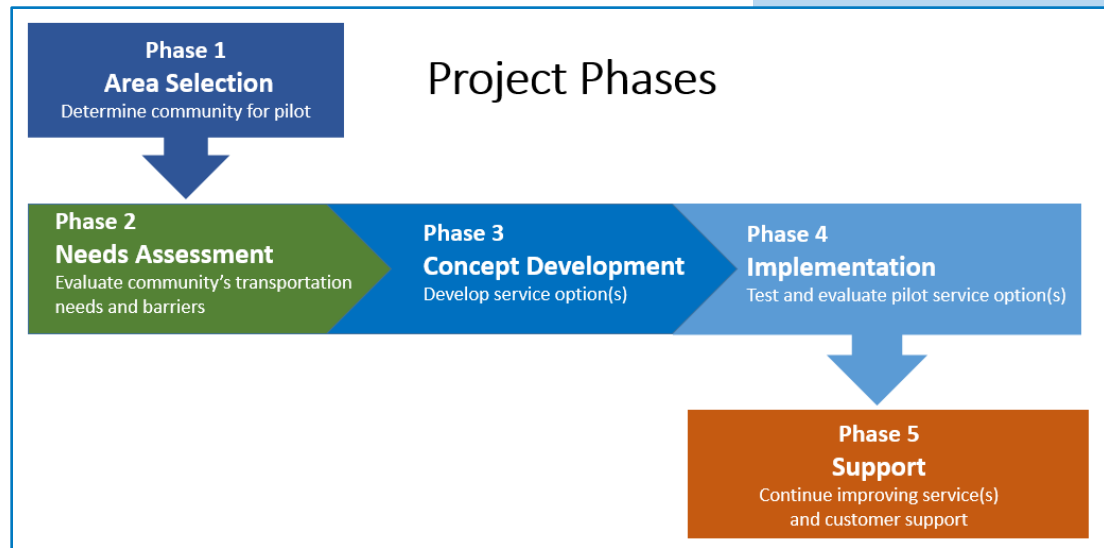 Project Phases
Phase 1
Area Selection
Determine community for pilot
Phase 2
Needs Assessment
Evaluate community's transportation
needs and barriers
Phase 3
Concept Development
Develop service option(s)
Phase 4
Implementation
Test and evaluate pilot service option(s)
Phase 5
Support
Continue improving service(s)
and customer support